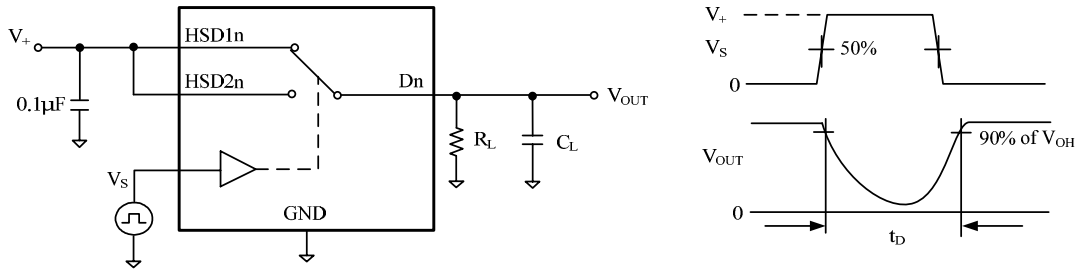 V+
HSD1n
HSD2n
0.1μF
Dn
VOUT
RL
CL
VS
GND
V+
VS
50%
0
VOUT
90% of VOH
0
tD